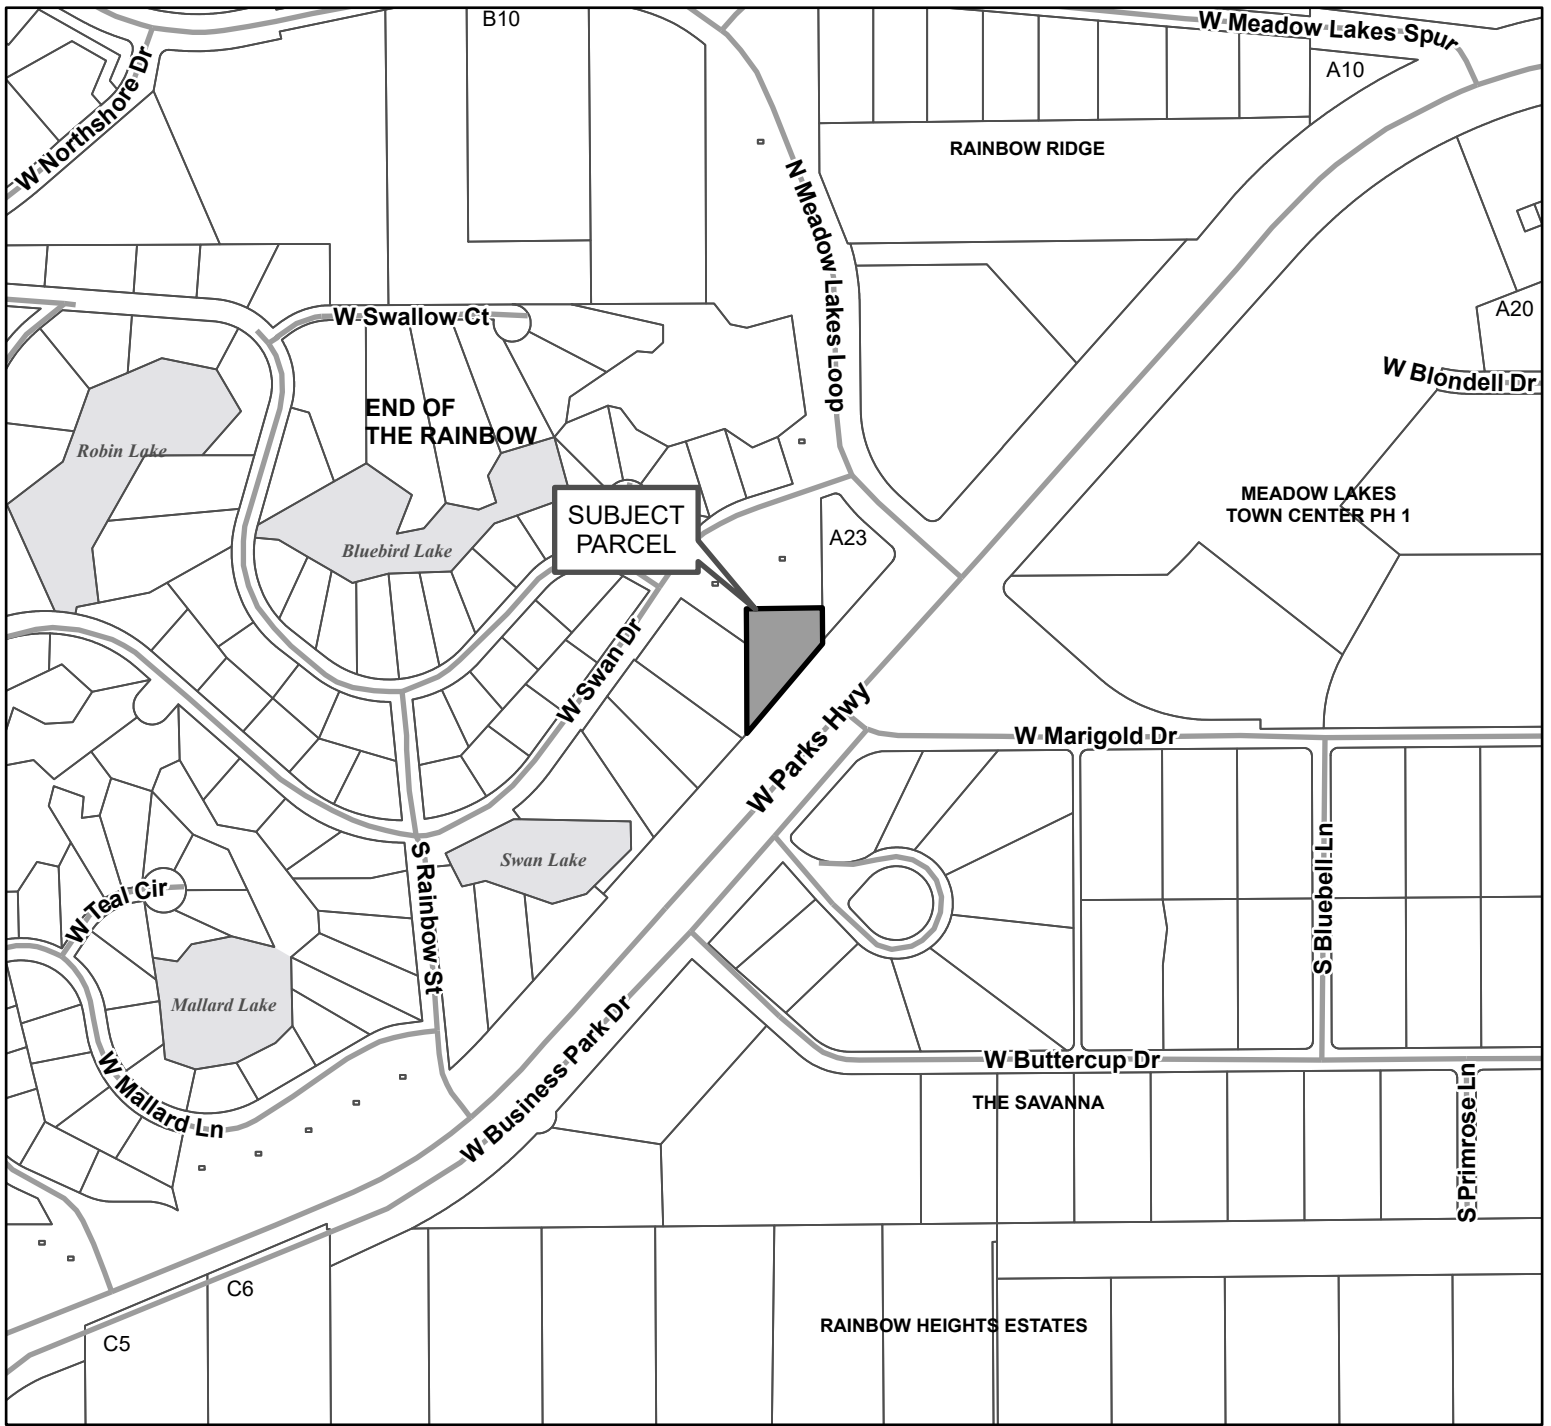 B10
W Meadow Lakes Spur
A10
W Northshore Dr
RAINBOW RIDGE
N Meadow Lakes Loop
A20
W Swallow Ct
W Blondell Dr
END OF
THE RAINBOW
Robin Lake
MEADOW LAKES
TOWN CENTER PH 1
SUBJECT
PARCEL
A23
Bluebird Lake
W Swan Dr
W Parks Hwy
W Marigold Dr
Swan Lake
S Rainbow St
W Teal Cir
S Bluebell Ln
Mallard Lake
W Business Park Dr
W Buttercup Dr
W Mallard Ln
THE SAVANNA
S Primrose Ln
C6
RAINBOW HEIGHTS ESTATES
C5